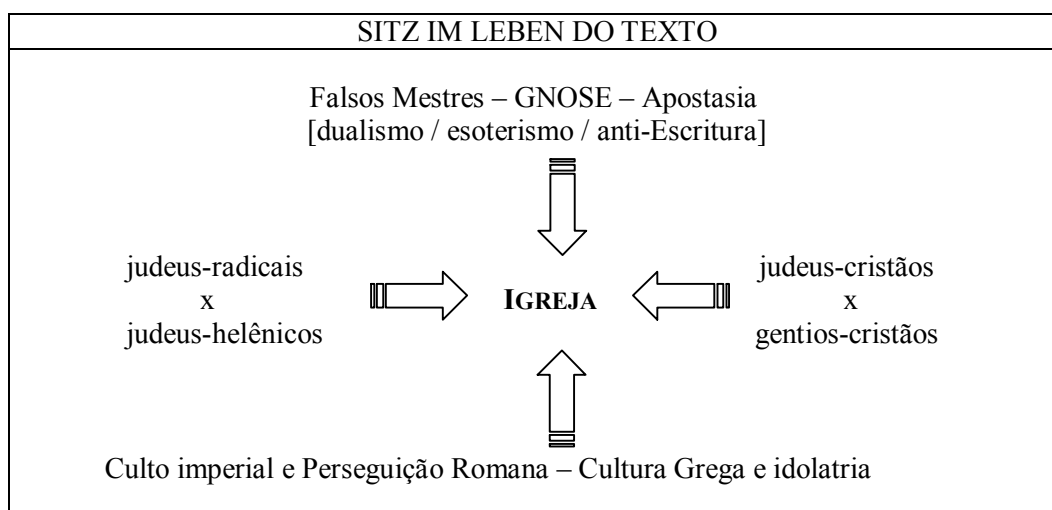 SITZ IM LEBEN DO TEXTO
Falsos Mestres – GNOSE – Apostasia
[dualismo / esoterismo / anti-Escritura]
judeus-radicais
x
judeus-helênicos
IGREJA
judeus-cristãos
x
gentios-cristãos
Culto imperial e Perseguição Romana – Cultura Grega e idolatria